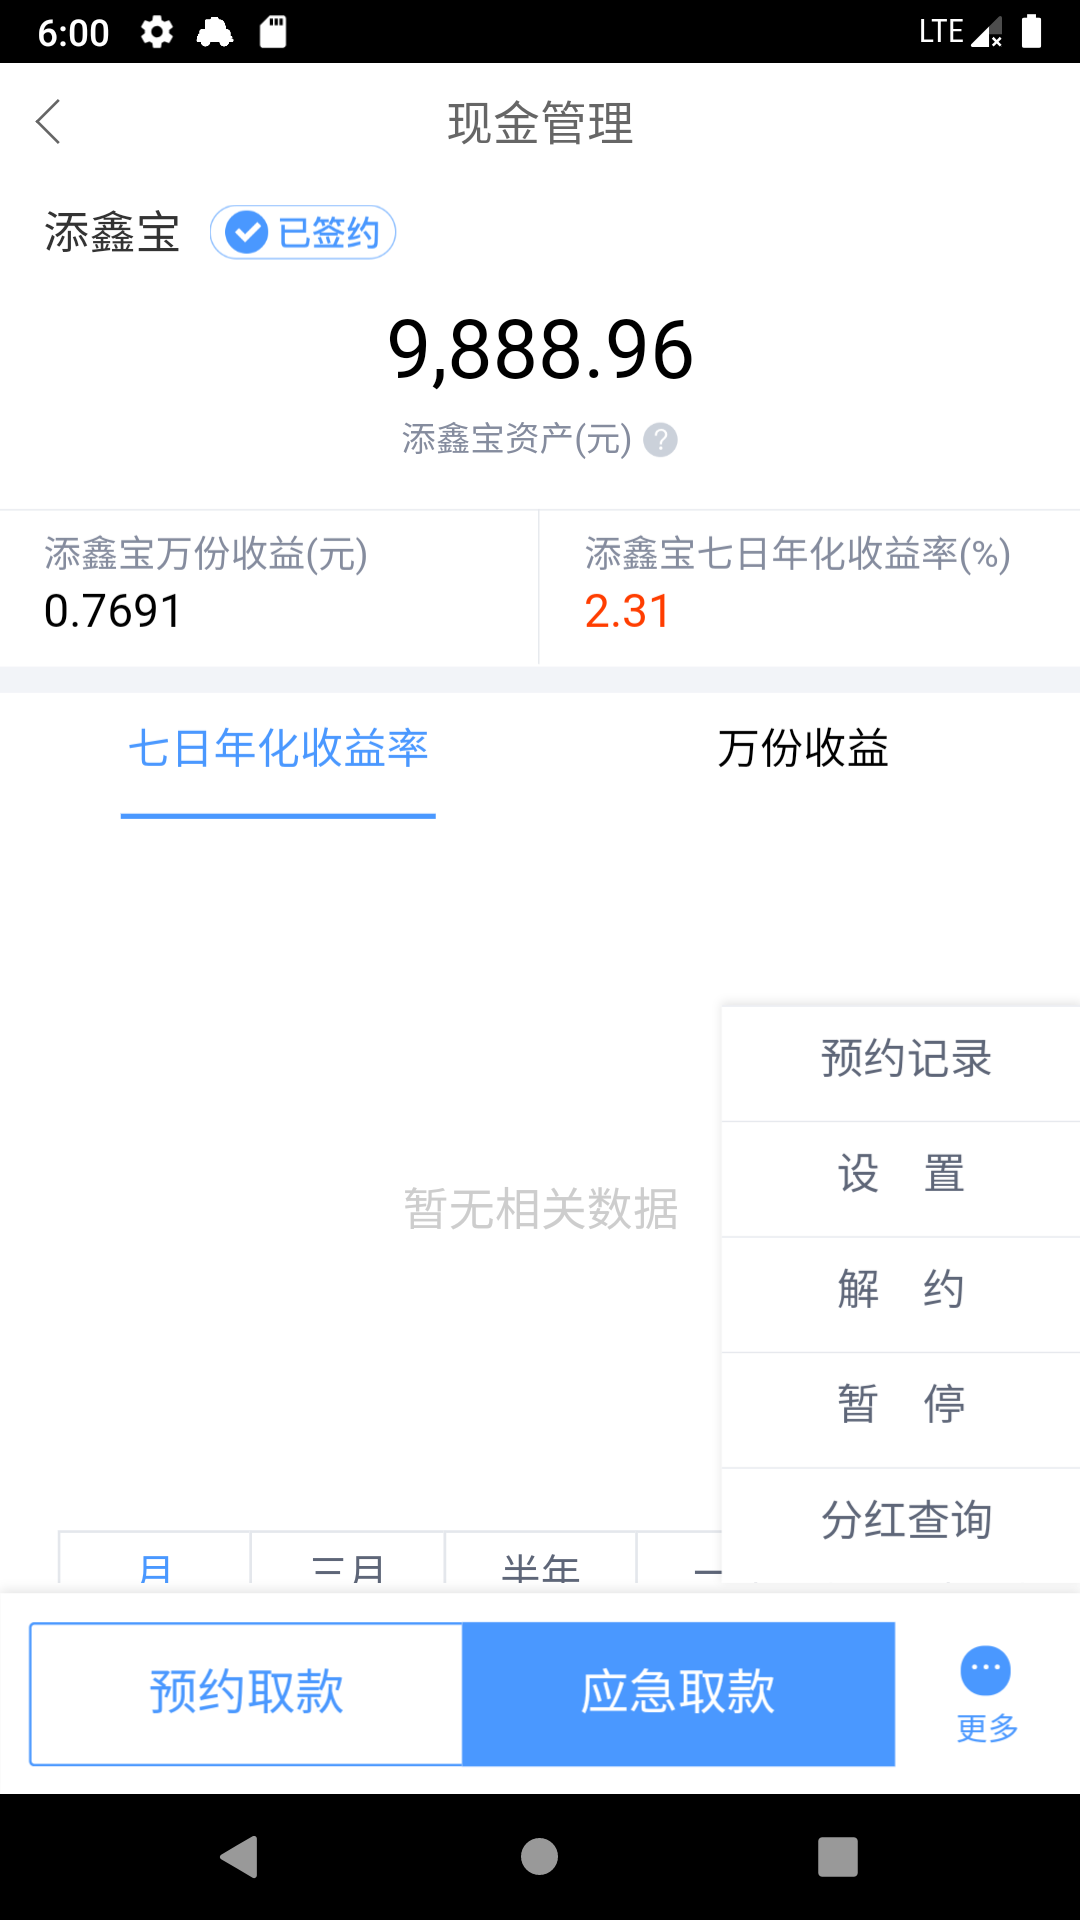 6:00 LTE
现金管理
添鑫宝 已签约
9,888.96
添鑫宝资产(元) ?
添鑫宝万份收益(元) 添鑫宝七日年化收益率(%)
0.7691 2.31
七日年化收益率 万份收益
预约记录
设 置
暂无相关数据
解 约
暂 停
分红查询
月 三月 半年 一
预约取款 应急取款 更多